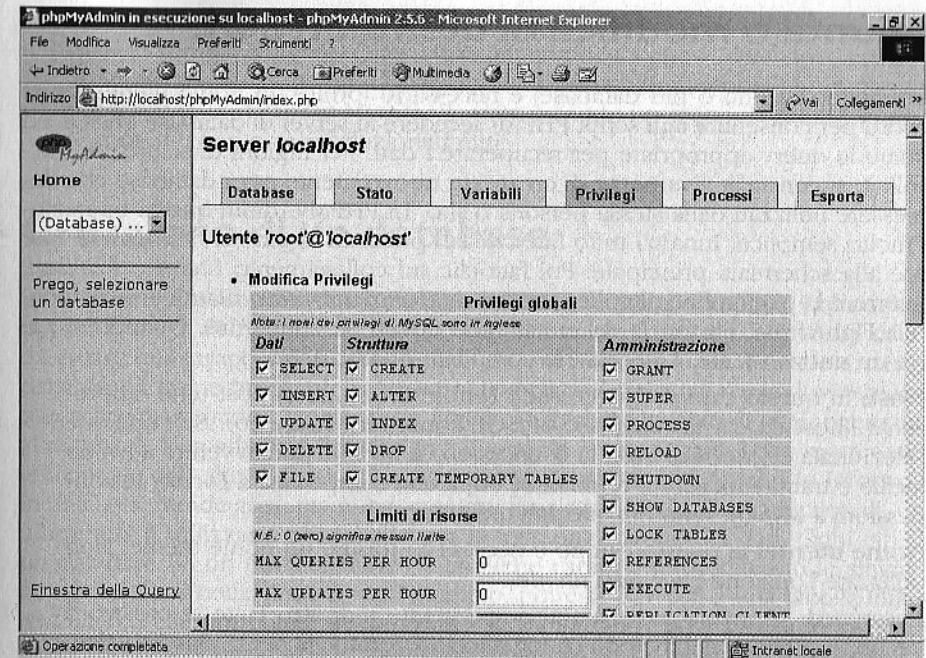 phpMyAdmin in esecuzione su localhost - phpMyAdmin 2.5.6 - Microsoft Internet Explorer
File Modifica Visualizza Preferiti Strumenti ?
Indietro Cerca Preferiti Multimedia
Indirizzo http://localhost/phpMyAdmin/index.php Vai Collegamenti »
php
MyAdmin
Home
(Database) ...
Prego, selezionare
un database
Finestra della Query
Server localhost
Database Stato Variabili Privilegi Processi Esporta
Utente 'root'@'localhost'
• Modifica Privilegi
Privilegi globali
Nota: i nomi dei privilegi di MySQL sono in Inglese
Dati Struttura Amministrazione
SELECT CREATE GRANT
INSERT ALTER SUPER
UPDATE INDEX PROCESS
DELETE DROP RELOAD
FILE CREATE TEMPORARY TABLES SHUTDOWN
Limiti di risorse SHOW DATABASES
N.B.: 0 (zero) significa nessun limite LOCK TABLES
MAX QUERIES PER HOUR 0 REFERENCES
MAX UPDATES PER HOUR 0 EXECUTE
REPLICATION CLIENT
Operazione completata Intranet locale